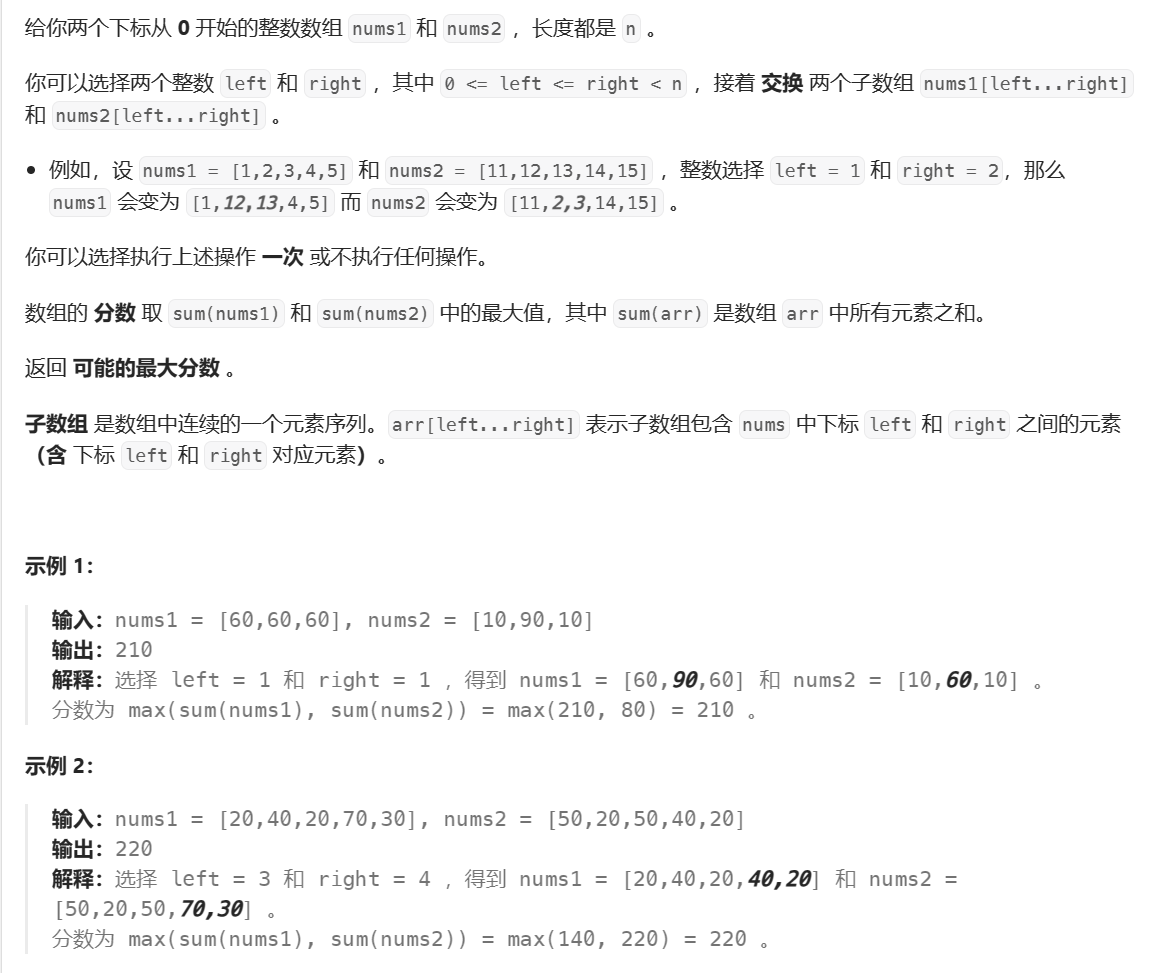 给你两个下标从 0 开始的整数数组 nums1 和 nums2 ，长度都是 n 。
你可以选择两个整数 left 和 right ，其中 0 <= left <= right < n ，接着 交换 两个子数组 nums1[left...right]
和 nums2[left...right] 。
• 例如，设 nums1 = [1,2,3,4,5] 和 nums2 = [11,12,13,14,15] ，整数选择 left = 1 和 right = 2，那么
nums1 会变为 [1,12,13,4,5] 而 nums2 会变为 [11,2,3,14,15] 。
你可以选择执行上述操作 一次 或不执行任何操作。
数组的 分数 取 sum(nums1) 和 sum(nums2) 中的最大值，其中 sum(arr) 是数组 arr 中所有元素之和。
返回 可能的最大分数 。
子数组 是数组中连续的一个元素序列。arr[left...right] 表示子数组包含 nums 中下标 left 和 right 之间的元素
（含 下标 left 和 right 对应元素）。
示例 1：
输入：nums1 = [60,60,60], nums2 = [10,90,10]
输出：210
解释：选择 left = 1 和 right = 1 ，得到 nums1 = [60,90,60] 和 nums2 = [10,60,10] 。
分数为 max(sum(nums1), sum(nums2)) = max(210, 80) = 210 。
示例 2：
输入：nums1 = [20,40,20,70,30], nums2 = [50,20,50,40,20]
输出：220
解释：选择 left = 3 和 right = 4 ，得到 nums1 = [20,40,20,40,20] 和 nums2 =
[50,20,50,70,30] 。
分数为 max(sum(nums1), sum(nums2)) = max(140, 220) = 220 。